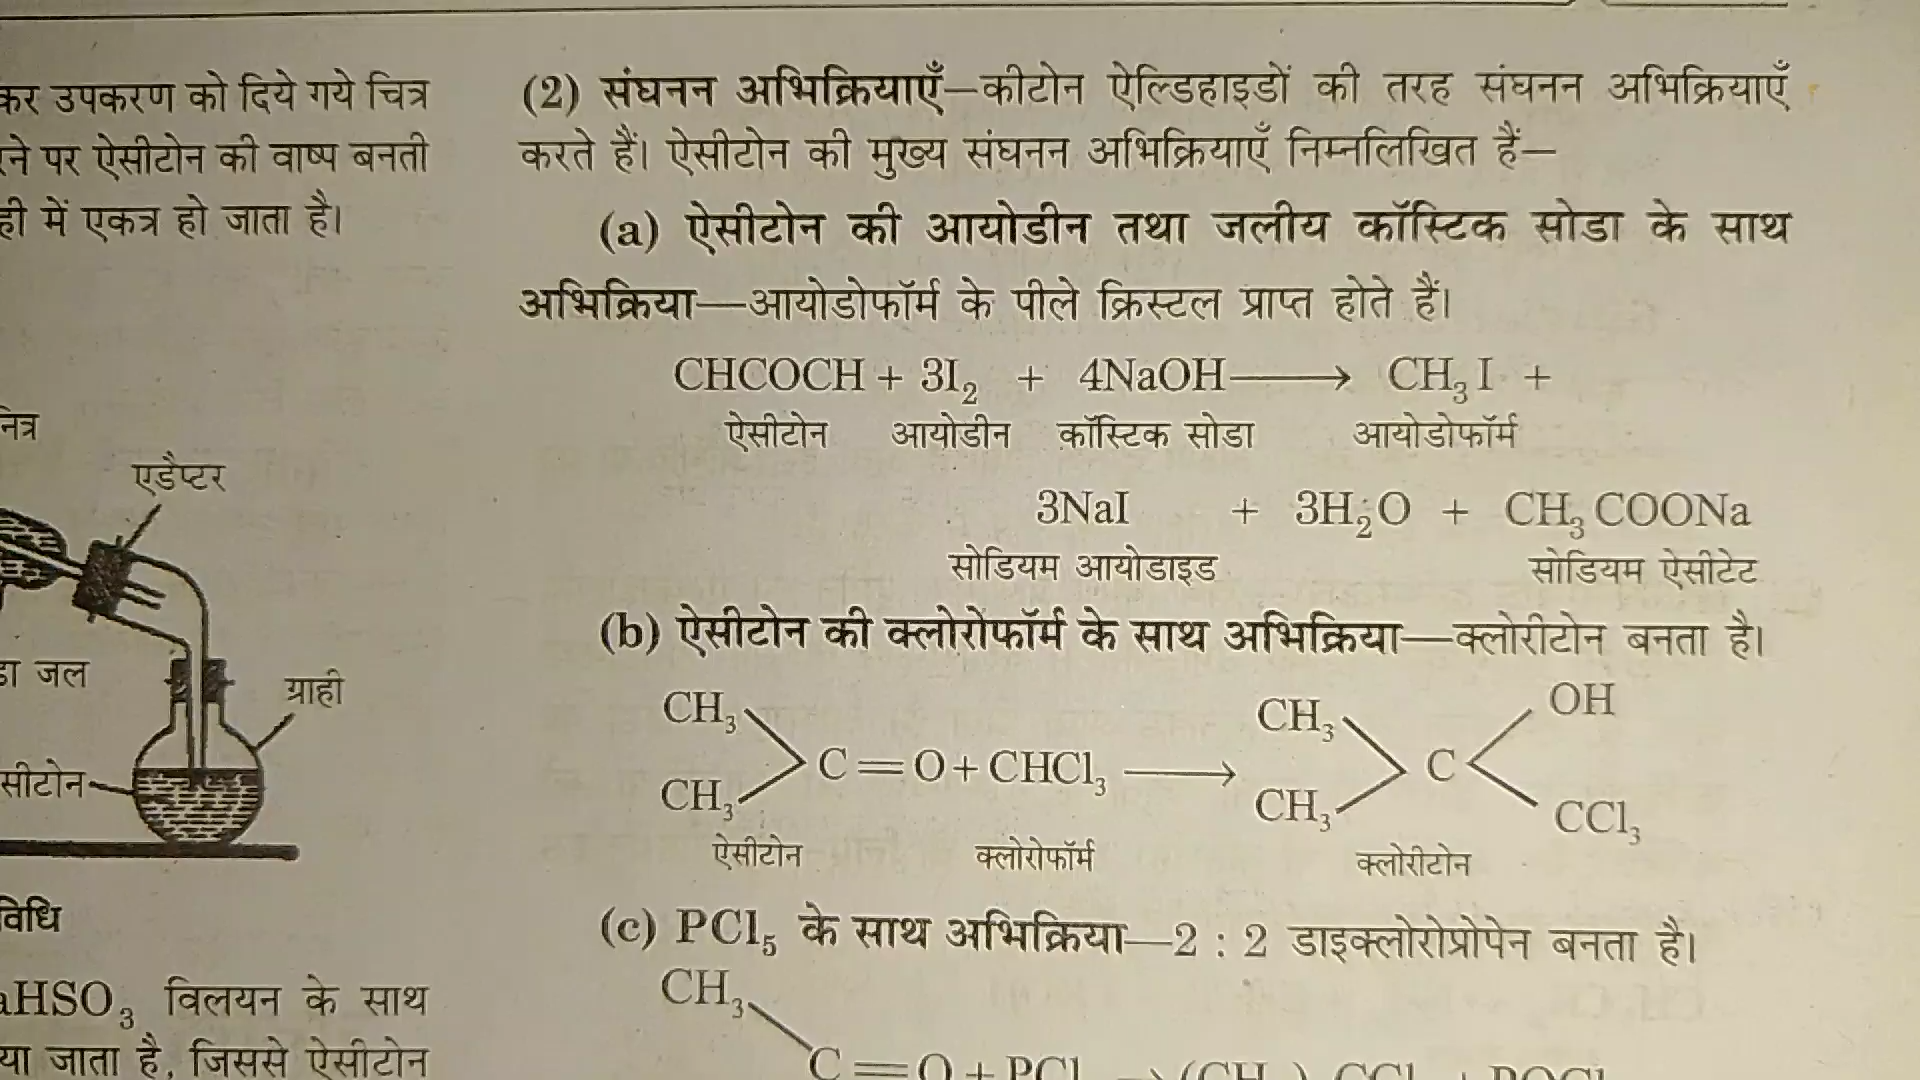 कर उपकरण को दिये गये चित्र
रने पर ऐसीटोन की वाष्प बनती
ही में एकत्र हो जाता है।
एडैप्टर
जल
ग्राही
सीटोन
विधि
aHSO₃ विलयन के साथ
या जाता है, जिससे ऐसीटोन
(2) संघनन अभिक्रियाएँ—कीटोन ऐल्डिहाइडों की तरह संघनन अभिक्रियाएँ
करते हैं। ऐसीटोन की मुख्य संघनन अभिक्रियाएँ निम्नलिखित हैं—
(a) ऐसीटोन की आयोडीन तथा जलीय कॉस्टिक सोडा के साथ
अभिक्रिया—आयोडोफॉर्म के पीले क्रिस्टल प्राप्त होते हैं।
CHCOCH + 3I₂ + 4NaOH ⟶ CH₃I +
ऐसीटोन आयोडीन कॉस्टिक सोडा आयोडोफॉर्म
3NaI + 3H₂O + CH₃COONa
सोडियम आयोडाइड सोडियम ऐसीटेट
(b) ऐसीटोन की क्लोरोफॉर्म के साथ अभिक्रिया—क्लोरीटोन बनता है।
CH₃ CH₃ OH
C=O+CHCl₃ ⟶ C
CH₃ CH₃ CCl₃
ऐसीटोन क्लोरोफॉर्म क्लोरीटोन
(c) PCl₅ के साथ अभिक्रिया—2 : 2 डाइक्लोरोप्रोपेन बनता है।
CH₃
C=O+PCl